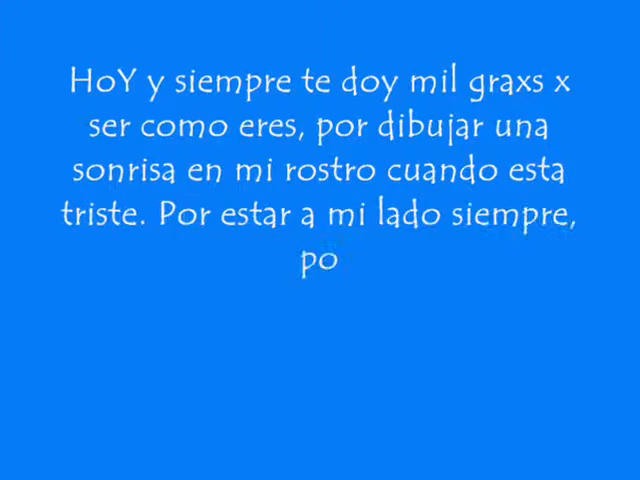 HoY y siempre te doy mil graxs x
ser como eres, por dibujar una
sonrisa en mi rostro cuando esta
triste. Por estar a mi lado siempre,
po